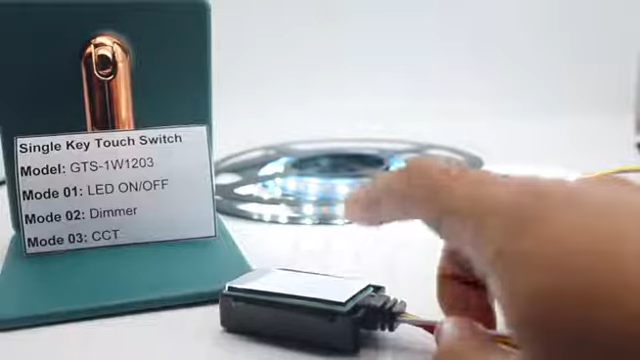 Single Key Touch Switch
Model: GTS-1W1203
Mode 01: LED ON/OFF
Mode 02: Dimmer
Mode 03: CCT